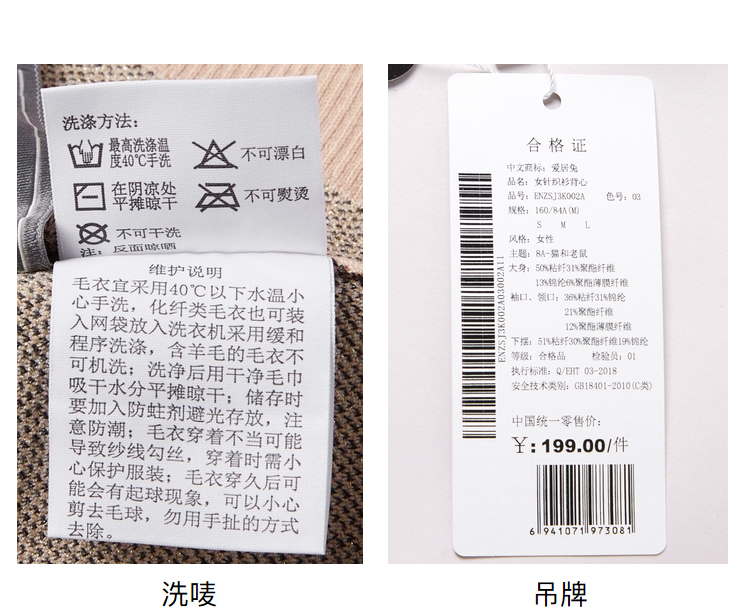 洗涤方法：
最高洗涤温度40℃手洗
不可漂白
在阴凉处平摊晾干
不可熨烫
不可干洗
注：反面晾晒
维护说明
毛衣宜采用40℃以下水温小
心手洗，化纤类毛衣也可装
入网袋放入洗衣机采用缓和
程序洗涤，含羊毛的毛衣不
可机洗；洗净后用干净毛巾
吸干水分平摊晾干；储存时
要加入防蛀剂避光存放，注
意防潮；毛衣穿着不当可能
导致纱线勾丝，穿着时需小
心保护服装；毛衣穿久后可
能会有起球现象，可以小心
剪去毛球，勿用手扯的方式
去除。
洗唛
合格证
中文商标：爱居兔
品名：女针织衫背心
品号：ENZSJ3K002A 色号：03
规格：160/84A(M)
S M L
风格：女性
主题：8A-猫和老鼠
大身：50%粘纤31%聚酯纤维
13%锦纶6%聚酯薄膜纤维
袖口、领口：36%粘纤31%锦纶
21%聚酯纤维
12%聚酯薄膜纤维
下摆：51%粘纤30%聚酯纤维19%锦纶
等级：合格品 检验员：01
执行标准：Q/EHT 03-2018
安全技术类别：GB18401-2010(C类)
中国统一零售价：
¥:199.00/件
6 941071 973081
ENZSJ3K002A03002A11
吊牌